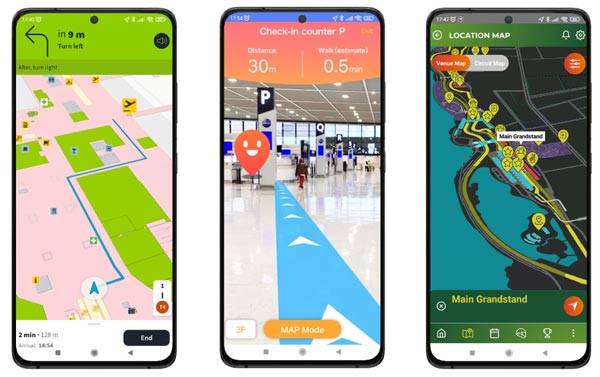 17:43
in 9 m
Turn left
After, turn right
1
T4
2 min • 128 m
Arrival: 14:54
End
17:54
Check-in counter P
Exit
Distance
30m
Walk(estimate)
0.5min
P
3F
MAP Mode
17:47
LOCATION MAP
Venue Map
Circuit Map
Main Grandstand
Main Grandstand